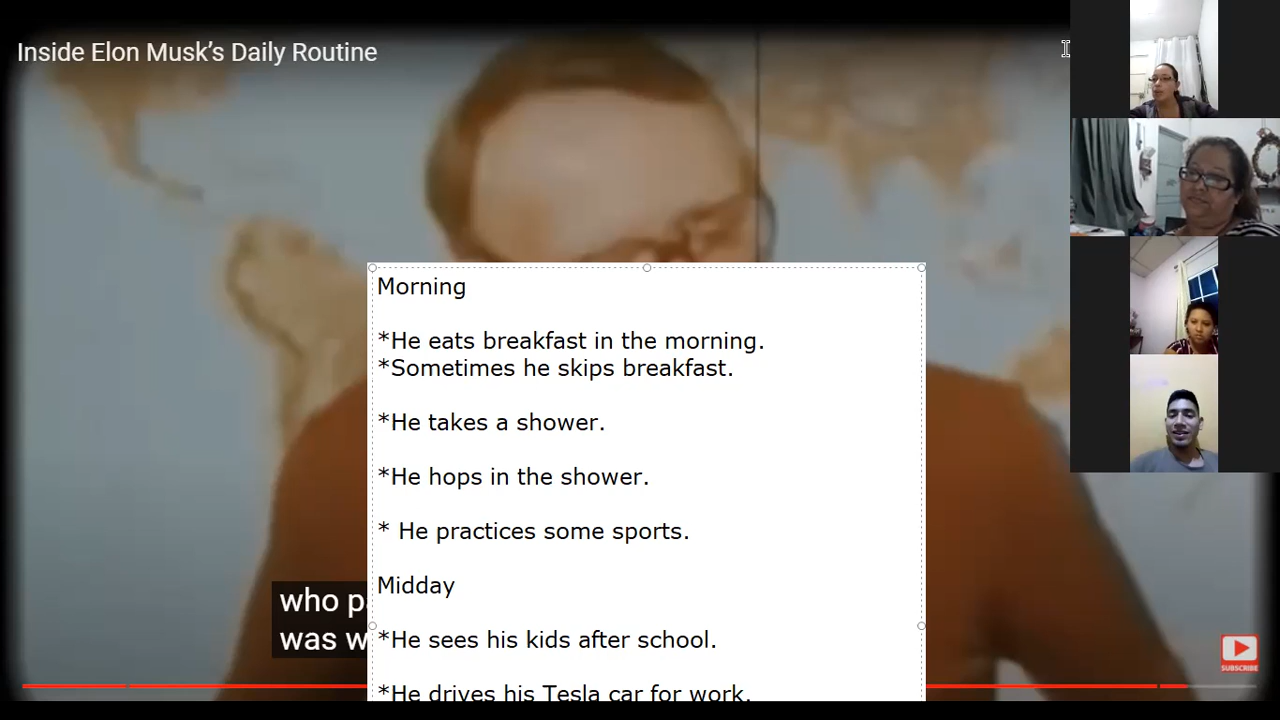 Inside Elon Musk's Daily Routine
Morning
*He eats breakfast in the morning.
*Sometimes he skips breakfast.
*He takes a shower.
*He hops in the shower.
* He practices some sports.
Midday
who
was
*He sees his kids after school.
*He drives his Tesla car for work.
SUBSCRIBE